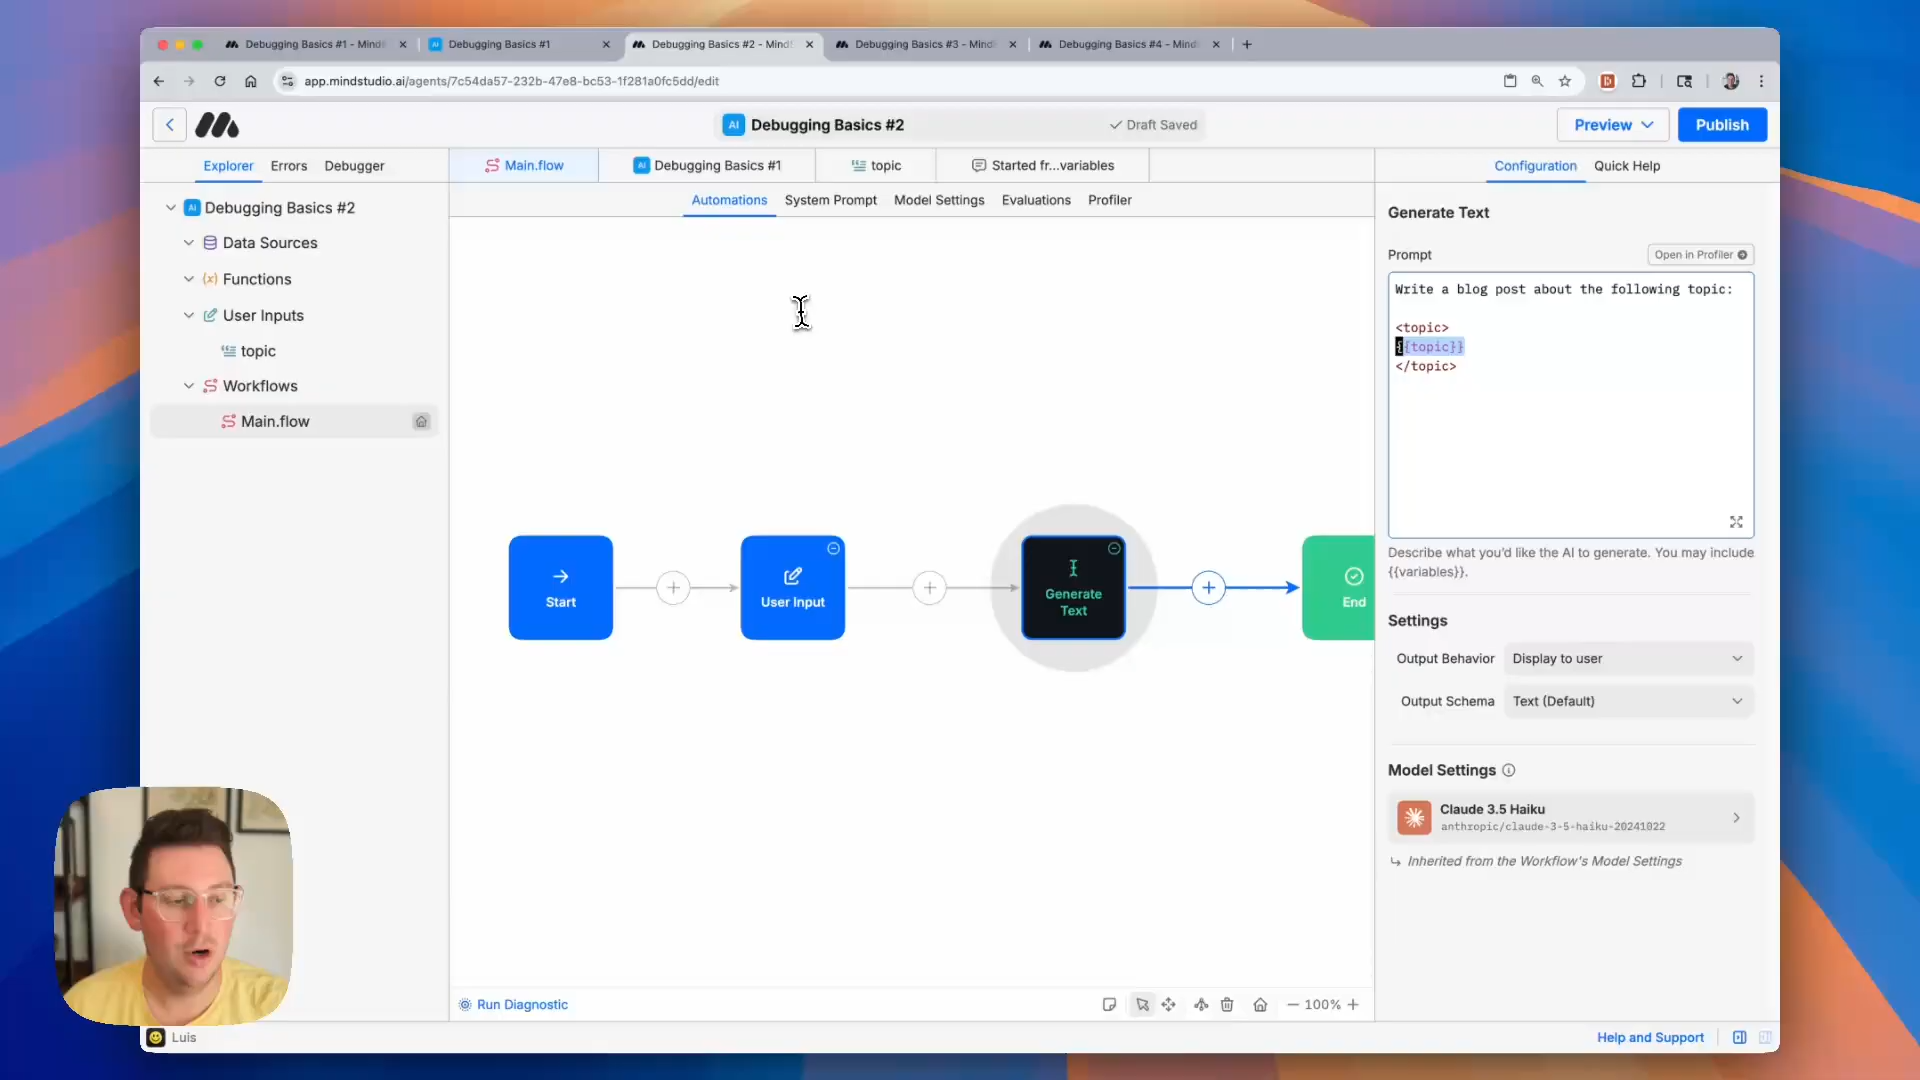 Debugging Basics #1 - MindS
Debugging Basics #1
Debugging Basics #2 - MindS
Debugging Basics #3 - MindS
Debugging Basics #4 - MindS
app.mindstudio.ai/agents/7c54da57-232b-47e8-bc53-1f281a0fc5dd/edit
AI Debugging Basics #2
Draft Saved
Preview
Publish
Explorer Errors Debugger
Main.flow
AI Debugging Basics #1
topic
Started fr...variables
Configuration Quick Help
Automations System Prompt Model Settings Evaluations Profiler
AI Debugging Basics #2
Data Sources
Functions
User Inputs
topic
Workflows
Main.flow
Start
User Input
Generate
Text
End
Generate Text
Prompt
Open in Profiler
Write a blog post about the following topic:
<topic>
{{topic}}
</topic>
Describe what you'd like the AI to generate. You may include
{{variables}}.
Settings
Output Behavior Display to user
Output Schema Text (Default)
Model Settings
Claude 3.5 Haiku
anthropic/claude-3-5-haiku-20241022
Inherited from the Workflow's Model Settings
Run Diagnostic
100%
Luis
Help and Support